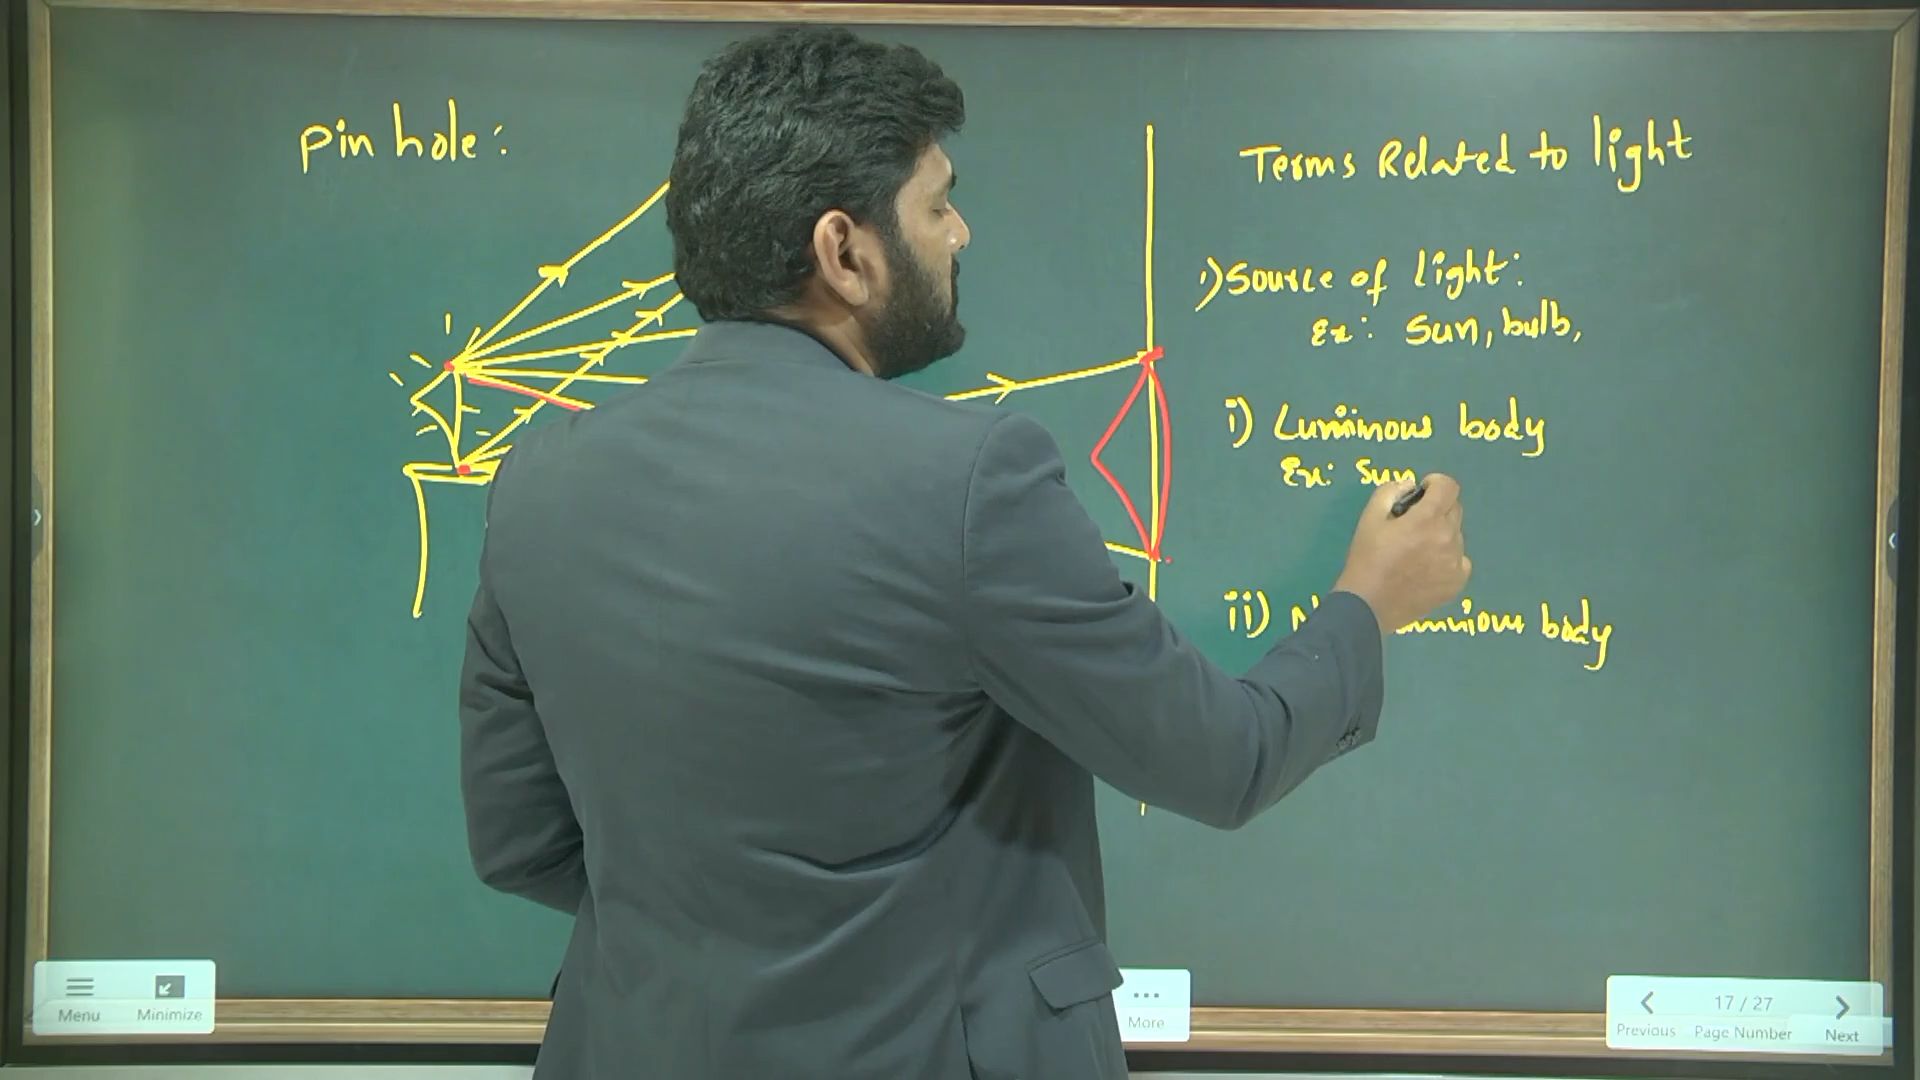 Pin hole:
Terms Related to light
1) Source of light:
Ex: Sun, bulb,
i) Luminous body
Ex: Sun
ii) body
Menu
Minimize
More
17 / 27
Previous
Page Number
Next